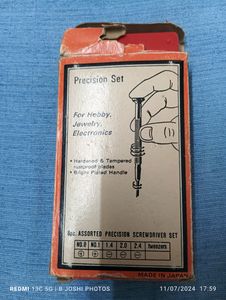 Precision Set
For Hobby,
Jewelry,
Electronics
• Hardened & Tampered
rustproof blades
• Bright Plated Handle
6pc. ASSORTED PRECISION SCREWDRIVER SET
NO.0 NO.1 1.4 2.0 2.4
MADE IN JAPAN
REDMI 13C 5G | B JOSHI PHOTOS
11/07/2024 17:59